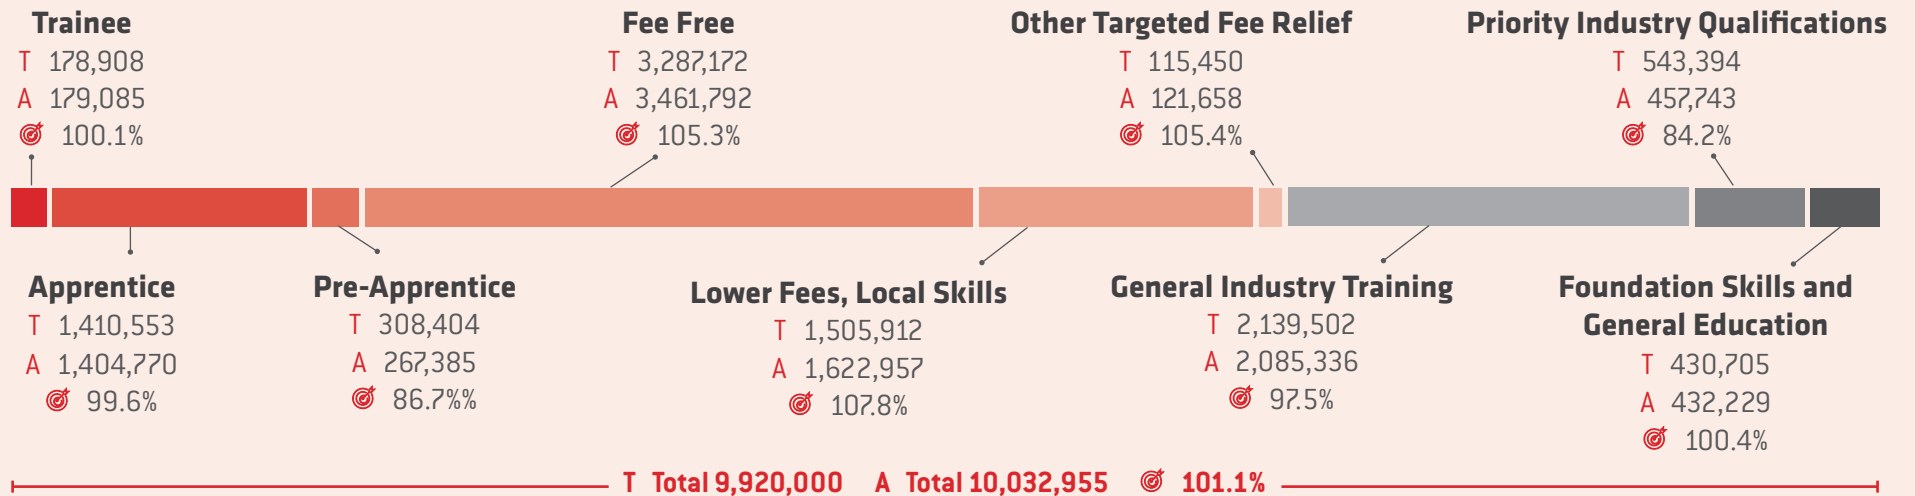 Trainee
T 178,908
A 179,085
100.1%
Fee Free
T 3,287,172
A 3,461,792
105.3%
Other Targeted Fee Relief
T 115,450
A 121,658
105.4%
Priority Industry Qualifications
T 543,394
A 457,743
84.2%
Apprentice
T 1,410,553
A 1,404,770
99.6%
Pre-Apprentice
T 308,404
A 267,385
86.7%%
Lower Fees, Local Skills
T 1,505,912
A 1,622,957
107.8%
General Industry Training
T 2,139,502
A 2,085,336
97.5%
Foundation Skills and
General Education
T 430,705
A 432,229
100.4%
T Total 9,920,000 A Total 10,032,955 101.1%